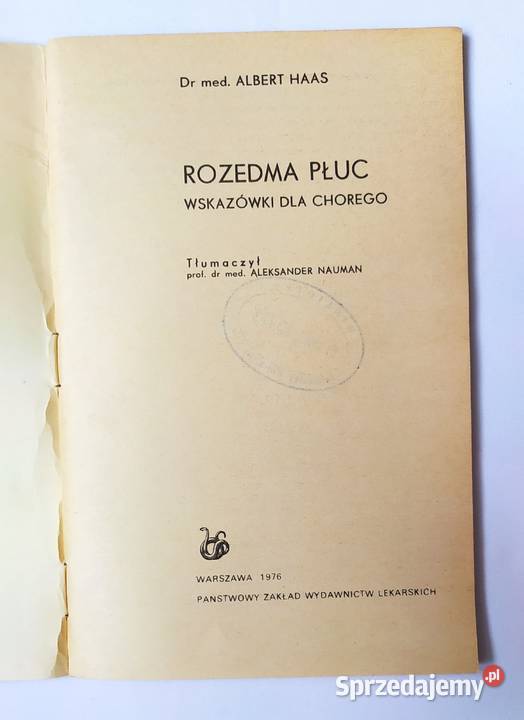 Dr med. ALBERT HAAS
ROZEDMA PŁUC
WSKAZÓWKI DLA CHOREGO
Tłumaczył
prof. dr med. ALEKSANDER NAUMAN
WARSZAWA 1976
PAŃSTWOWY ZAKŁAD WYDAWNICTW LEKARSKICH
Sprzedajemy.pl